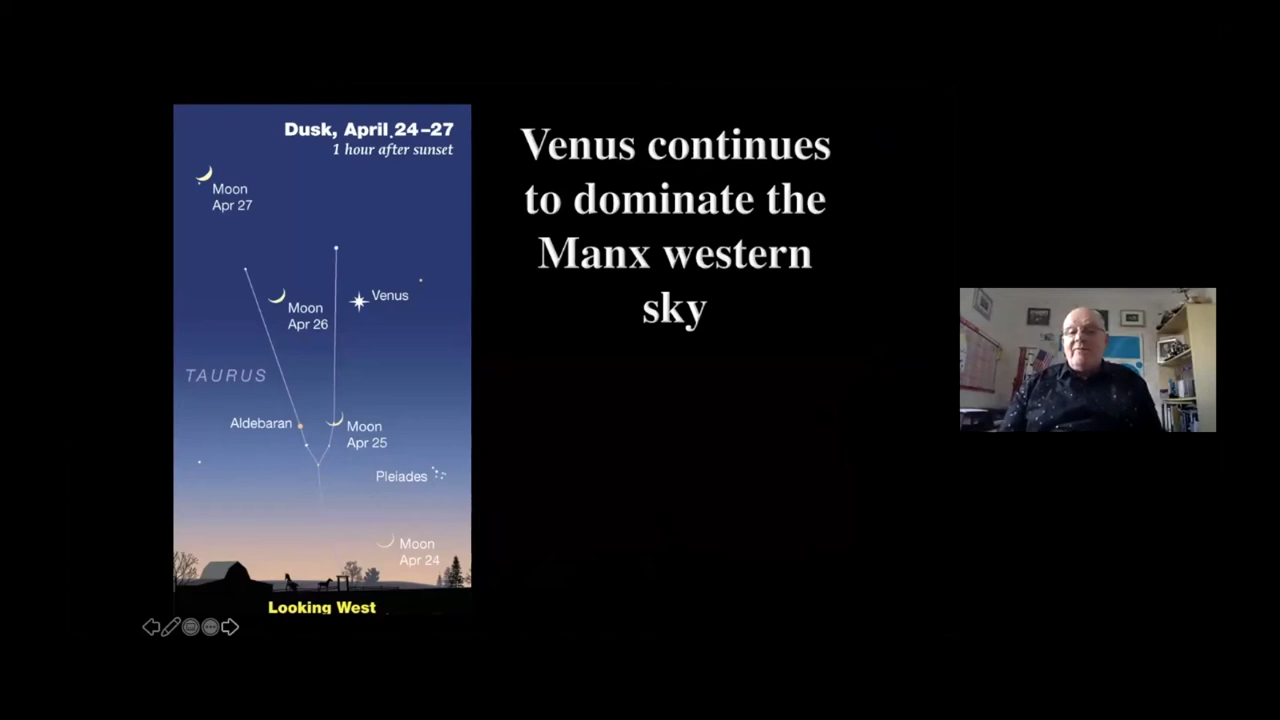 Dusk, April 24–27
1 hour after sunset
Moon
Apr 27
Moon
Apr 26
Venus
TAURUS
Aldebaran
Moon
Apr 25
Pleiades
Moon
Apr 24
Looking West
Venus continues
to dominate the
Manx western
sky